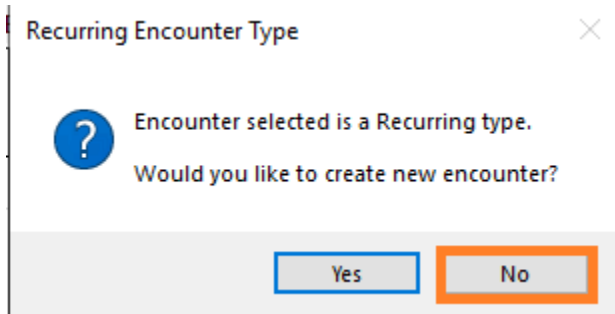 Recurring Encounter Type
Encounter selected is a Recurring type.
Would you like to create new encounter?
Yes
No